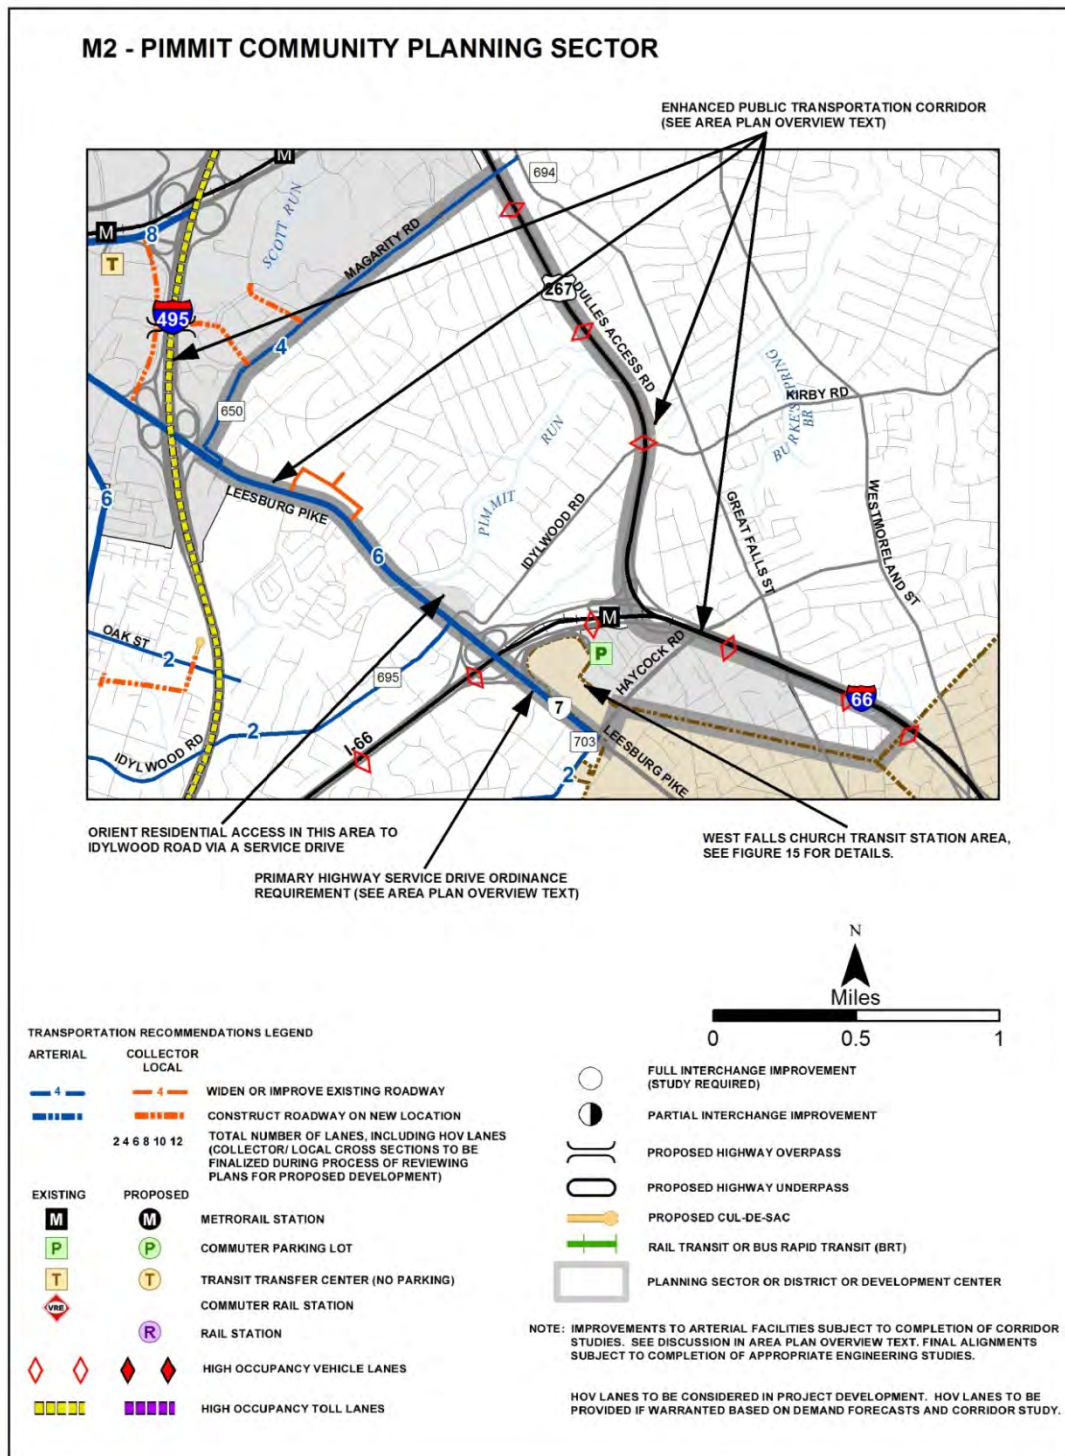 M2 - PIMMIT COMMUNITY PLANNING SECTOR
ENHANCED PUBLIC TRANSPORTATION CORRIDOR
(SEE AREA PLAN OVERVIEW TEXT)
M
694
SCOTT RUN
MAGARITY RD
M
8
T
267
DULLES ACCESS RD
495
4
BURKE'S SPRING
BR
KIRBY RD
650
PIMMIT RUN
6
LEESBURG PIKE
IDYLWOOD RD
GREAT FALLS ST
WESTMORELAND ST
6
M
OAK ST
2
695
P
HAYCOCK RD
7
66
IDYLWOOD RD
2
I-66
703
LEESBURG PIKE
2
ORIENT RESIDENTIAL ACCESS IN THIS AREA TO
IDYLWOOD ROAD VIA A SERVICE DRIVE
WEST FALLS CHURCH TRANSIT STATION AREA,
SEE FIGURE 15 FOR DETAILS.
PRIMARY HIGHWAY SERVICE DRIVE ORDINANCE
REQUIREMENT (SEE AREA PLAN OVERVIEW TEXT)
N
Miles
0 0.5 1
TRANSPORTATION RECOMMENDATIONS LEGEND
ARTERIAL COLLECTOR
LOCAL
4 4 WIDEN OR IMPROVE EXISTING ROADWAY
CONSTRUCT ROADWAY ON NEW LOCATION
2 4 6 8 10 12 TOTAL NUMBER OF LANES, INCLUDING HOV LANES
(COLLECTOR/ LOCAL CROSS SECTIONS TO BE
FINALIZED DURING PROCESS OF REVIEWING
PLANS FOR PROPOSED DEVELOPMENT)
EXISTING PROPOSED
M M METRORAIL STATION
P P COMMUTER PARKING LOT
T T TRANSIT TRANSFER CENTER (NO PARKING)
VRE COMMUTER RAIL STATION
R RAIL STATION
HIGH OCCUPANCY VEHICLE LANES
HIGH OCCUPANCY TOLL LANES
FULL INTERCHANGE IMPROVEMENT
(STUDY REQUIRED)
PARTIAL INTERCHANGE IMPROVEMENT
PROPOSED HIGHWAY OVERPASS
PROPOSED HIGHWAY UNDERPASS
PROPOSED CUL-DE-SAC
RAIL TRANSIT OR BUS RAPID TRANSIT (BRT)
PLANNING SECTOR OR DISTRICT OR DEVELOPMENT CENTER
NOTE: IMPROVEMENTS TO ARTERIAL FACILITIES SUBJECT TO COMPLETION OF CORRIDOR
STUDIES. SEE DISCUSSION IN AREA PLAN OVERVIEW TEXT. FINAL ALIGNMENTS
SUBJECT TO COMPLETION OF APPROPRIATE ENGINEERING STUDIES.
HOV LANES TO BE CONSIDERED IN PROJECT DEVELOPMENT. HOV LANES TO BE
PROVIDED IF WARRANTED BASED ON DEMAND FORECASTS AND CORRIDOR STUDY.